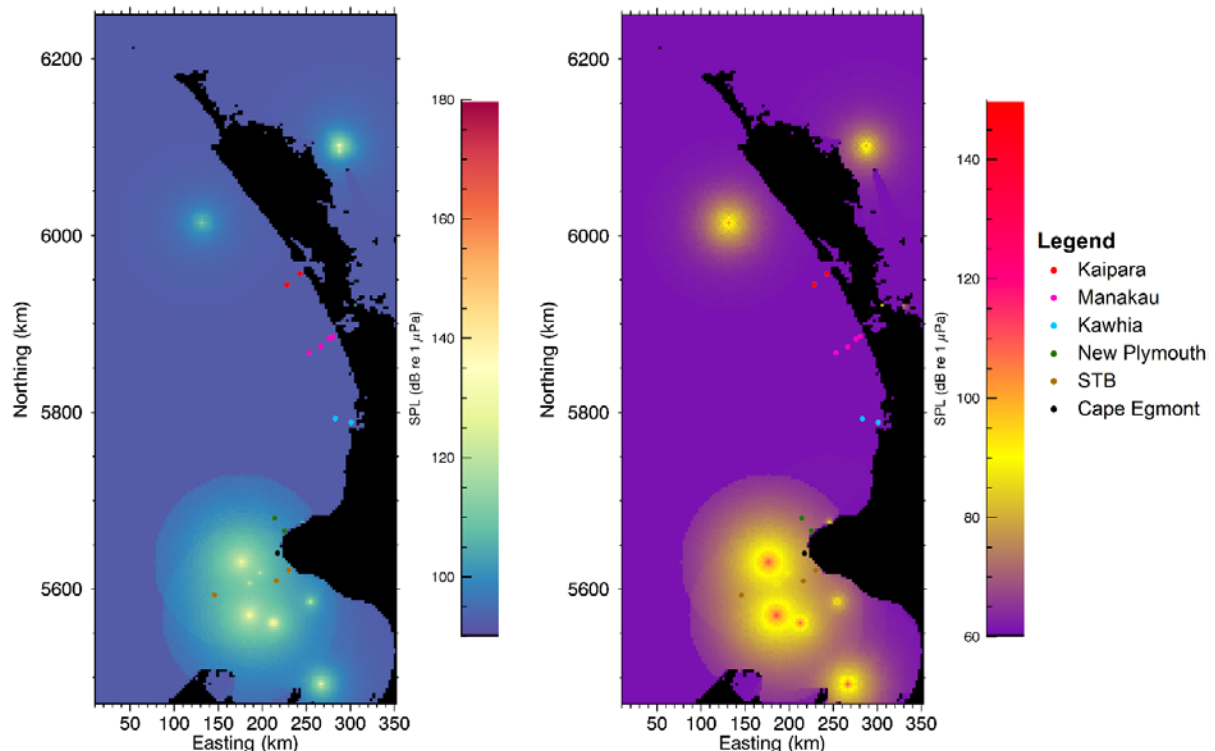 6200
6000
5800
5600
Northing (km)
50 100 150 200 250 300 350
Easting (km)
180
160
140
120
100
SPL (dB re 1 μPa)
6200
6000
5800
5600
Northing (km)
50 100 150 200 250 300 350
Easting (km)
140
120
100
80
60
SPL (dB re 1 μPa)
Legend
Kaipara
Manakau
Kawhia
New Plymouth
STB
Cape Egmont